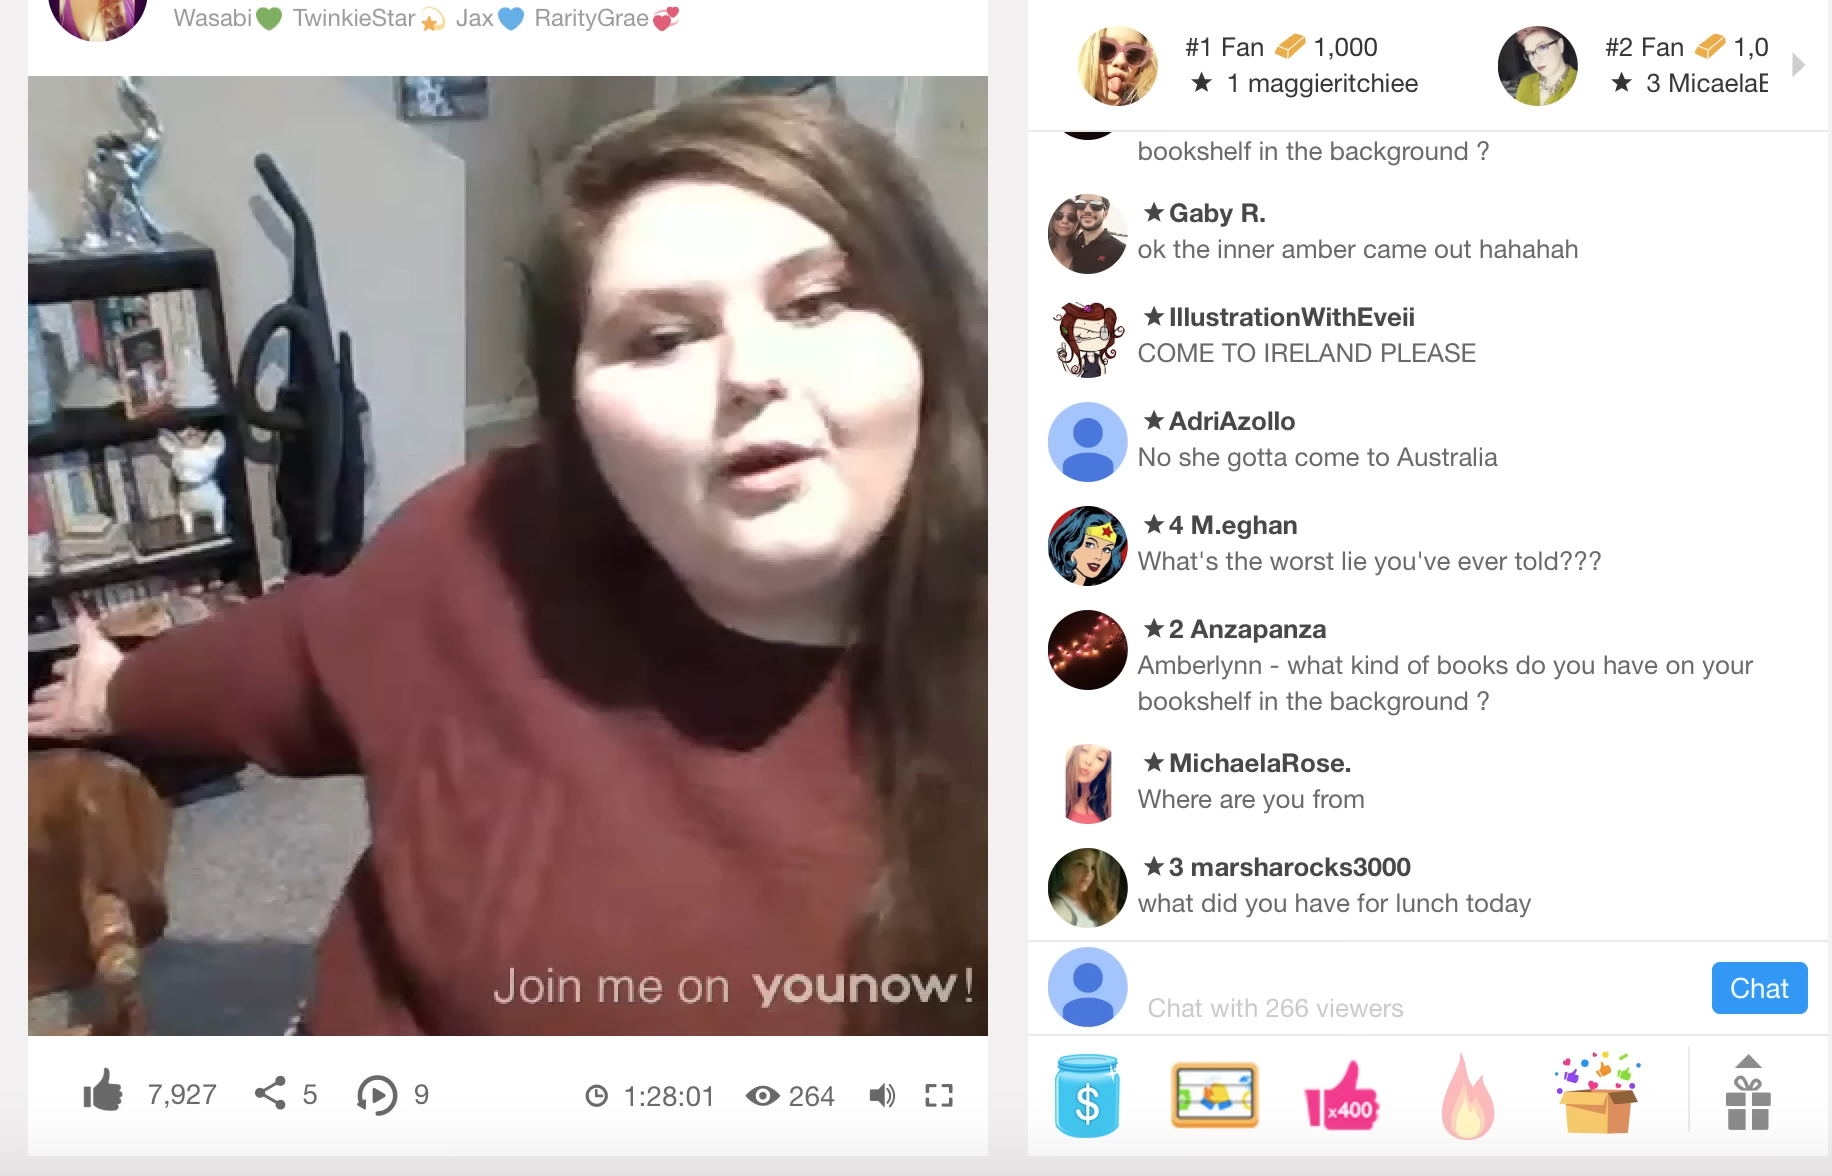 Wasabi💚 TwinkieStar💫 Jax💙 RarityGrae💞
Join me on younow!
7,927
5
9
1:28:01
264
#1 Fan 1,000
★ 1 maggieritchiee
#2 Fan 1,0
★ 3 MicaelaE
bookshelf in the background ?
★ Gaby R.
ok the inner amber came out hahahah
★ IllustrationWithEveii
COME TO IRELAND PLEASE
★ AdriAzollo
No she gotta come to Australia
★ 4 M.eghan
What's the worst lie you've ever told???
★ 2 Anzapanza
Amberlynn - what kind of books do you have on your
bookshelf in the background ?
★ MichaelaRose.
Where are you from
★ 3 marsharocks3000
what did you have for lunch today
Chat with 266 viewers
Chat
$
x400